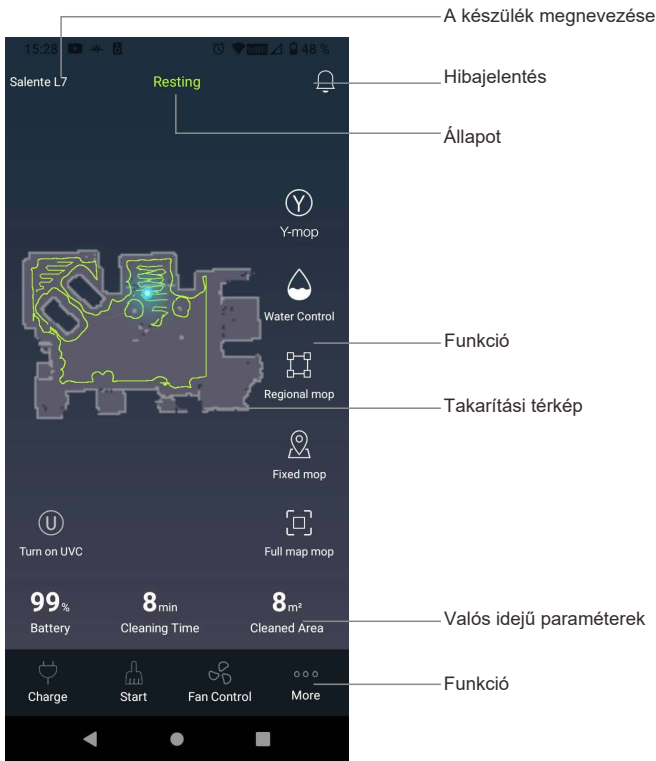 A készülék megnevezése
15:28 48 %
Salente L7 Resting
Hibajelentés
Állapot
Y
Y-mop
Water Control
Funkció
Regional mop
Takarítási térkép
Fixed mop
U
Turn on UVC Full map mop
99% 8min 8m²
Battery Cleaning Time Cleaned Area
Valós idejű paraméterek
Charge Start Fan Control More
Funkció